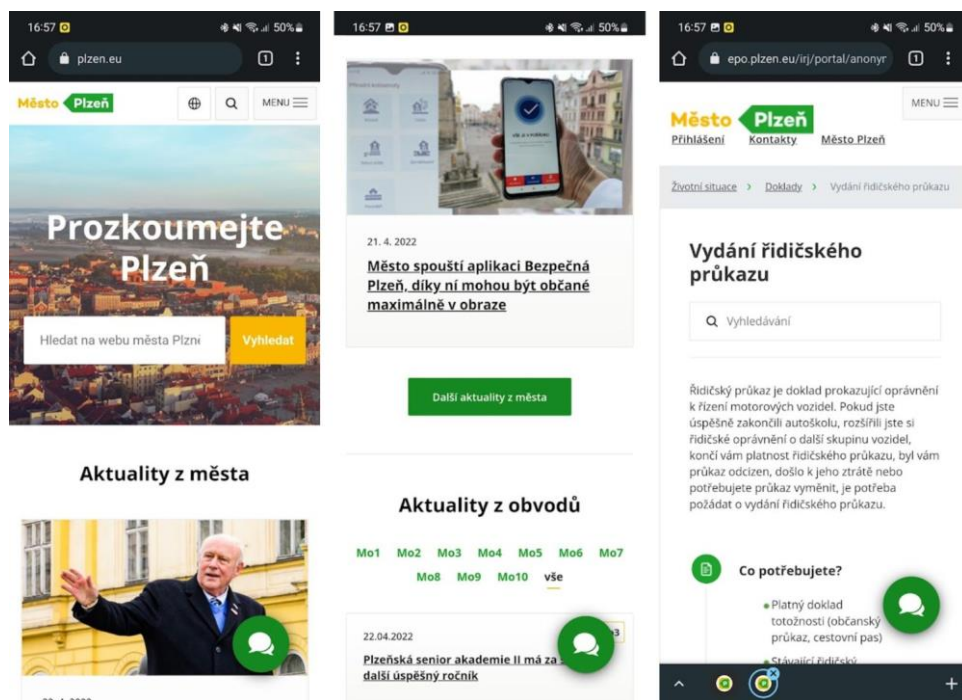 16:57
50%
plzen.eu
1
Město Plzeň
MENU
Prozkoumejte
Plzeň
Hledat na webu města Plzně
Vyhledat
Aktuality z města
16:57
50%
21. 4. 2022
Město spouští aplikaci Bezpečná
Plzeň, díky ní mohou být občané
maximálně v obraze
Další aktuality z města
Aktuality z obvodů
Mo1 Mo2 Mo3 Mo4 Mo5 Mo6 Mo7
Mo8 Mo9 Mo10 vše
22.04.2022
Plzeňská senior akademie II má za
další úspěšný ročník
16:57
50%
epo.plzen.eu/irj/portal/anonyr
1
Město Plzeň
MENU
Přihlášení Kontakty Město Plzeň
Životní situace > Doklady > Vydání řidičského průkazu
Vydání řidičského
průkazu
Vyhledávání
Řidičský průkaz je doklad prokazující oprávnění
k řízení motorových vozidel. Pokud jste
úspěšně zakončili autoškolu, rozšířili jste si
řidičské oprávnění o další skupinu vozidel,
končí vám platnost řidičského průkazu, byl vám
průkaz odcizen, došlo k jeho ztrátě nebo
potřebujete průkaz vyměnit, je potřeba
požádat o vydání řidičského průkazu.
Co potřebujete?
Platný doklad
totožnosti (občanský
průkaz, cestovní pas)
Stávající řidičský